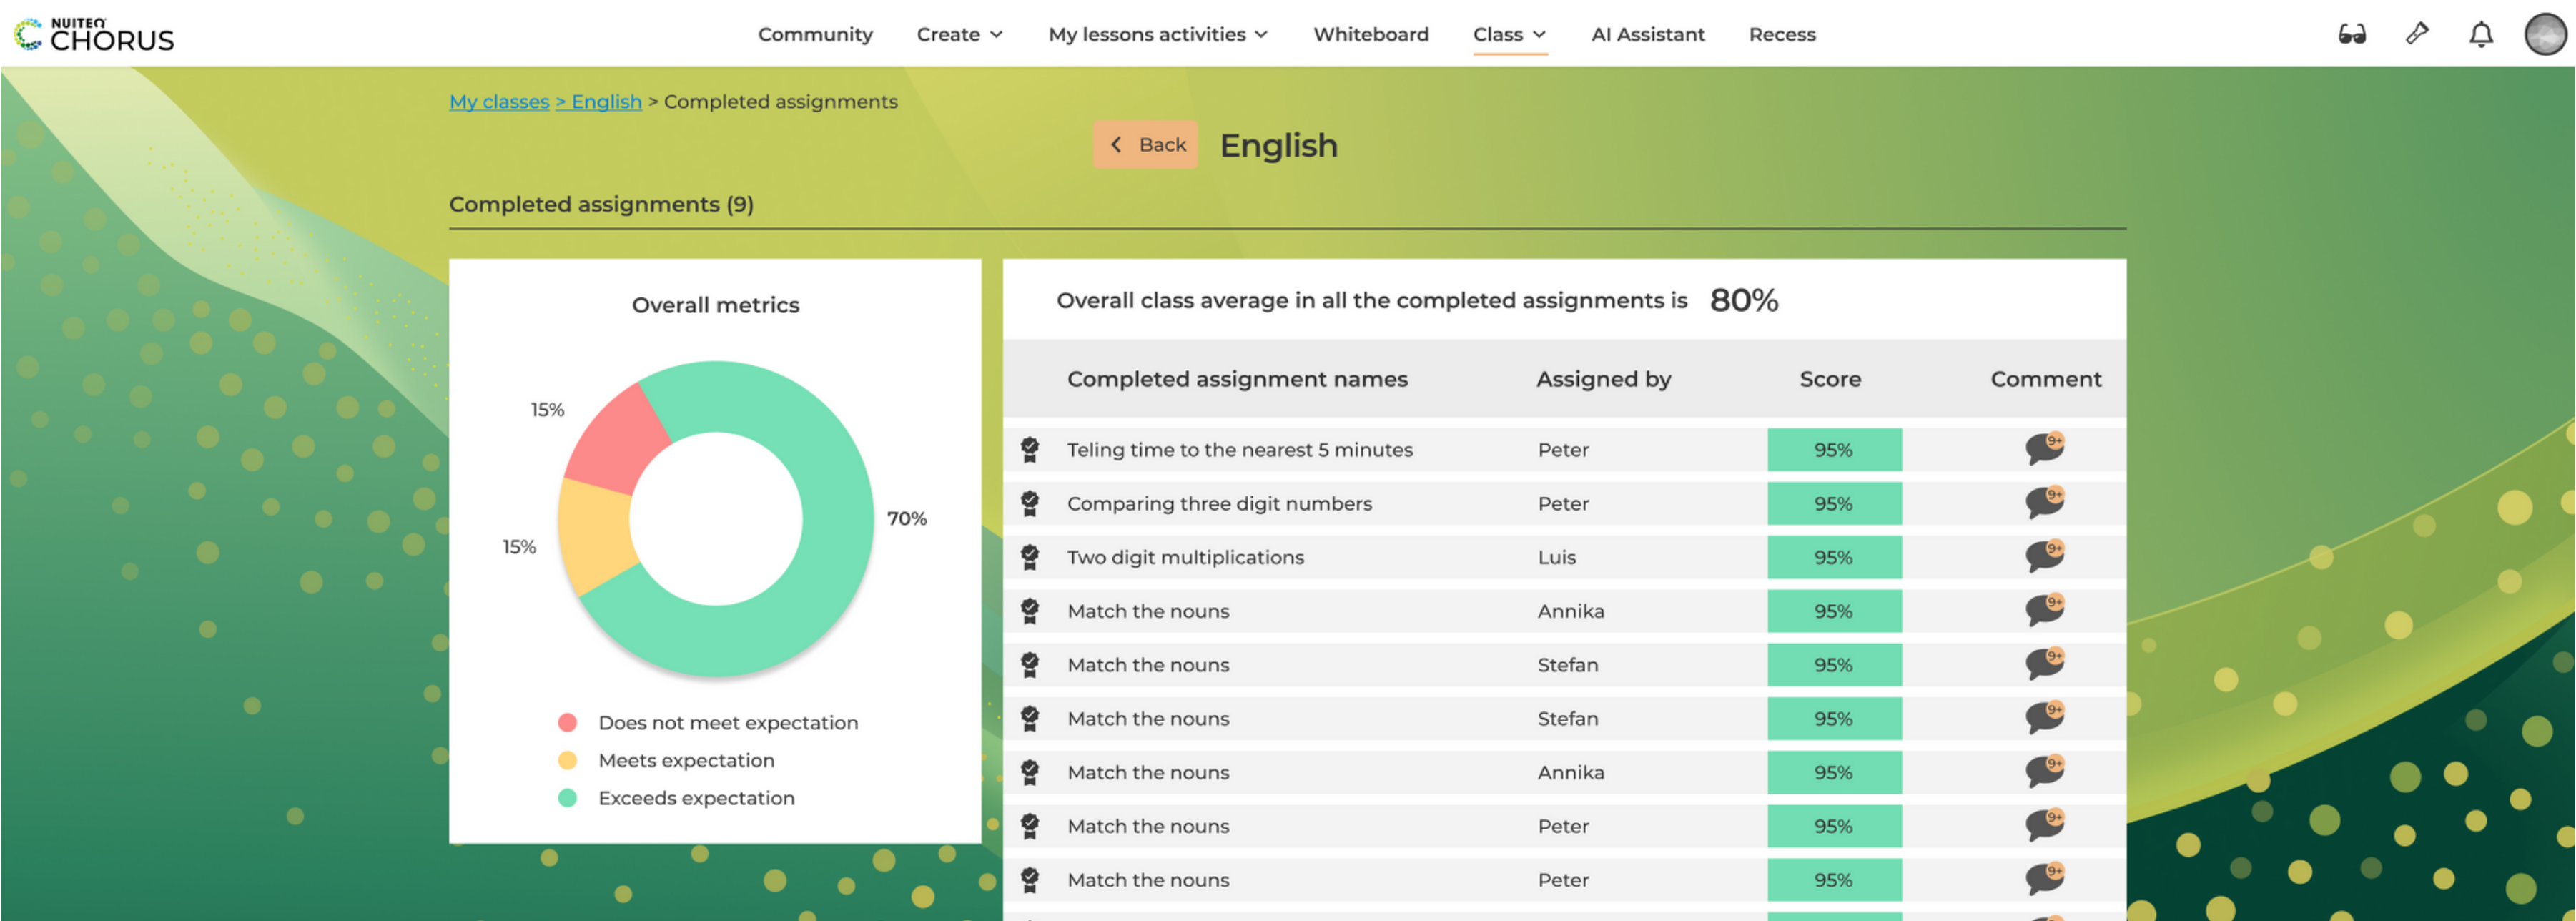 NUITEQ
CHORUS
Community Create My lessons activities Whiteboard Class AI Assistant Recess
My classes > English > Completed assignments
Back English
Completed assignments (9)
Overall metrics
15%
15%
70%
Does not meet expectation
Meets expectation
Exceeds expectation
Overall class average in all the completed assignments is 80%
Completed assignment names Assigned by Score Comment
Teling time to the nearest 5 minutes Peter 95% 9+
Comparing three digit numbers Peter 95% 9+
Two digit multiplications Luis 95% 9+
Match the nouns Annika 95% 9+
Match the nouns Stefan 95% 9+
Match the nouns Stefan 95% 9+
Match the nouns Annika 95% 9+
Match the nouns Peter 95% 9+
Match the nouns Peter 95% 9+